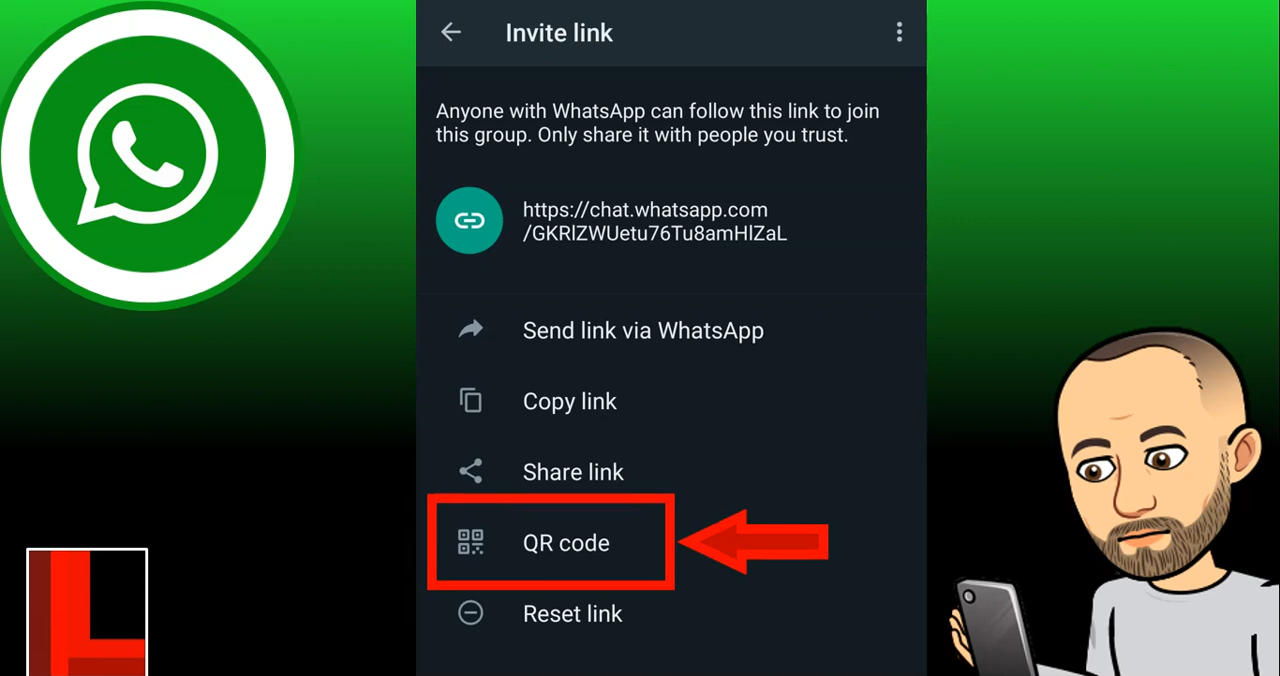 Invite link
Anyone with WhatsApp can follow this link to join
this group. Only share it with people you trust.
https://chat.whatsapp.com
/GKRlZWUetu76Tu8amHlZaL
Send link via WhatsApp
Copy link
Share link
QR code
Reset link